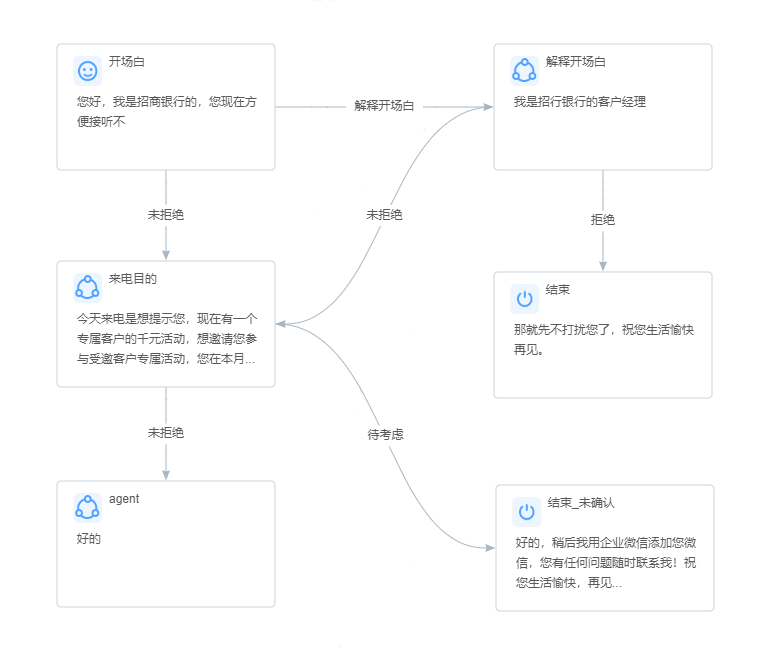 开场白
您好，我是招商银行的，您现在方
便接听不
解释开场白
解释开场白
我是招行银行的客户经理
未拒绝
未拒绝
拒绝
来电目的
今天来电是想提示您，现在有一个
专属客户的千元活动，想邀请您参
与受邀客户专属活动，您在本月...
结束
那就先不打扰您了，祝您生活愉快
再见。
未拒绝
待考虑
agent
好的
结束_未确认
好的，稍后我用企业微信添加您微
信，您有任何问题随时联系我！祝
您生活愉快，再见...